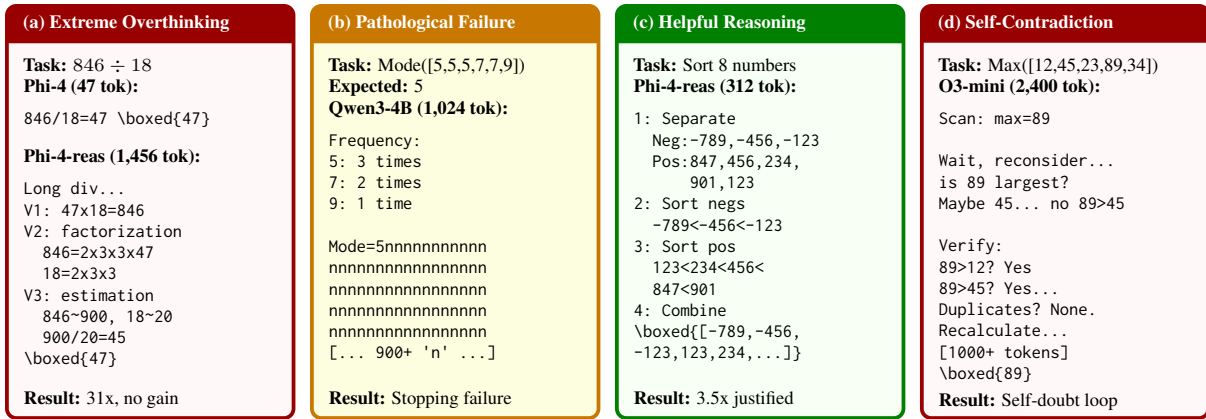 (a) Extreme Overthinking
Task: 846 ÷ 18
Phi-4 (47 tok):
846/18=47 \boxed{47}
Phi-4-reas (1,456 tok):
Long div...
V1: 47x18=846
V2: factorization
846=2x3x3x47
18=2x3x3
V3: estimation
846~900, 18~20
900/20=45
\boxed{47}
Result: 31x, no gain
(b) Pathological Failure
Task: Mode([5,5,5,7,7,9])
Expected: 5
Qwen3-4B (1,024 tok):
Frequency:
5: 3 times
7: 2 times
9: 1 time
Mode=5nnnnnnnnnnn
nnnnnnnnnnnnnnnnn
nnnnnnnnnnnnnnnnn
nnnnnnnnnnnnnnnnn
nnnnnnnnnnnnnnnnn
[... 900+ 'n' ...]
Result: Stopping failure
(c) Helpful Reasoning
Task: Sort 8 numbers
Phi-4-reas (312 tok):
1: Separate
Neg:-789,-456,-123
Pos:847,456,234,
901,123
2: Sort negs
-789<-456<-123
3: Sort pos
123<234<456<
847<901
4: Combine
\boxed{[-789,-456,
-123,123,234,...]}
Result: 3.5x justified
(d) Self-Contradiction
Task: Max([12,45,23,89,34])
O3-mini (2,400 tok):
Scan: max=89
Wait, reconsider...
is 89 largest?
Maybe 45... no 89>45
Verify:
89>12? Yes
89>45? Yes...
Duplicates? None.
Recalculate...
[1000+ tokens]
\boxed{89}
Result: Self-doubt loop